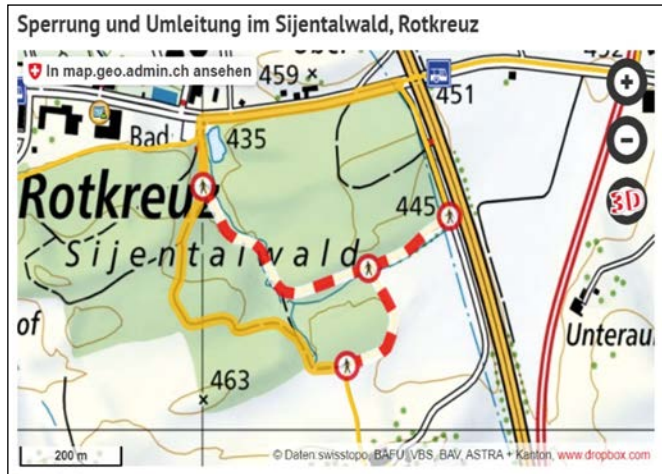 Sperrung und Umleitung im Sijentalwald, Rotkreuz
In map.geo.admin.ch ansehen
459
451
Bad
435
+
−
3D
Rotkreuz
445
Sijentalwald
of
Unterau
463
200 m
© Daten:swisstopo, BAFU, VBS, BAV, ASTRA + Kanton, www.dropbox.com